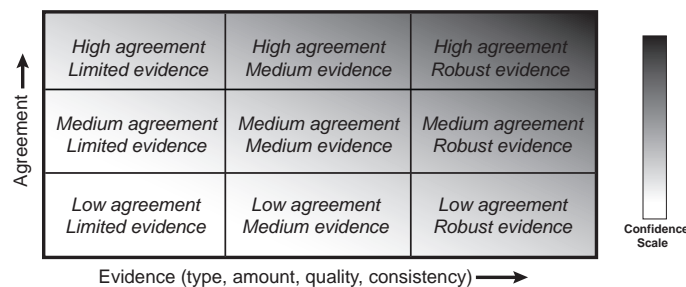 High agreement
Limited evidence
High agreement
Medium evidence
High agreement
Robust evidence
Medium agreement
Limited evidence
Medium agreement
Medium evidence
Medium agreement
Robust evidence
Low agreement
Limited evidence
Low agreement
Medium evidence
Low agreement
Robust evidence
Agreement
Evidence (type, amount, quality, consistency)
Confidence
Scale